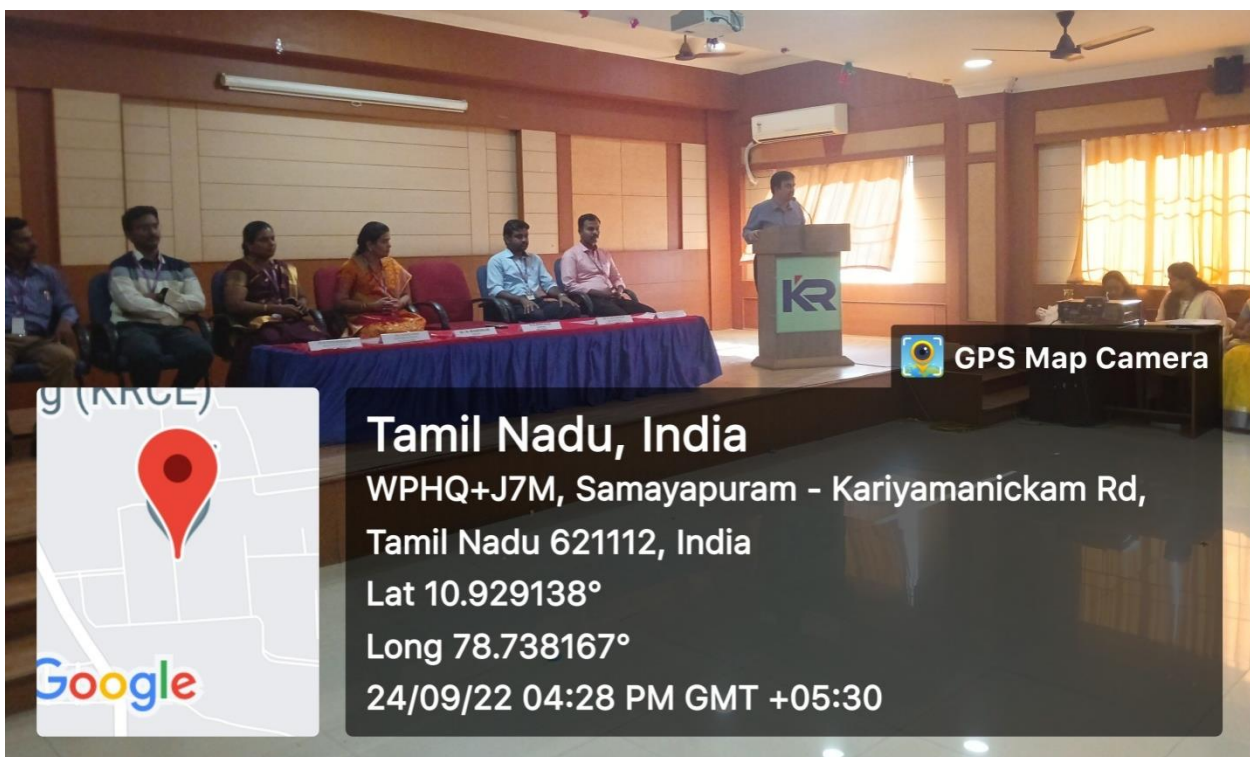 KR
GPS Map Camera
g (KRCE)
Google
Tamil Nadu, India
WPHQ+J7M, Samayapuram - Kariyamanickam Rd,
Tamil Nadu 621112, India
Lat 10.929138°
Long 78.738167°
24/09/22 04:28 PM GMT +05:30